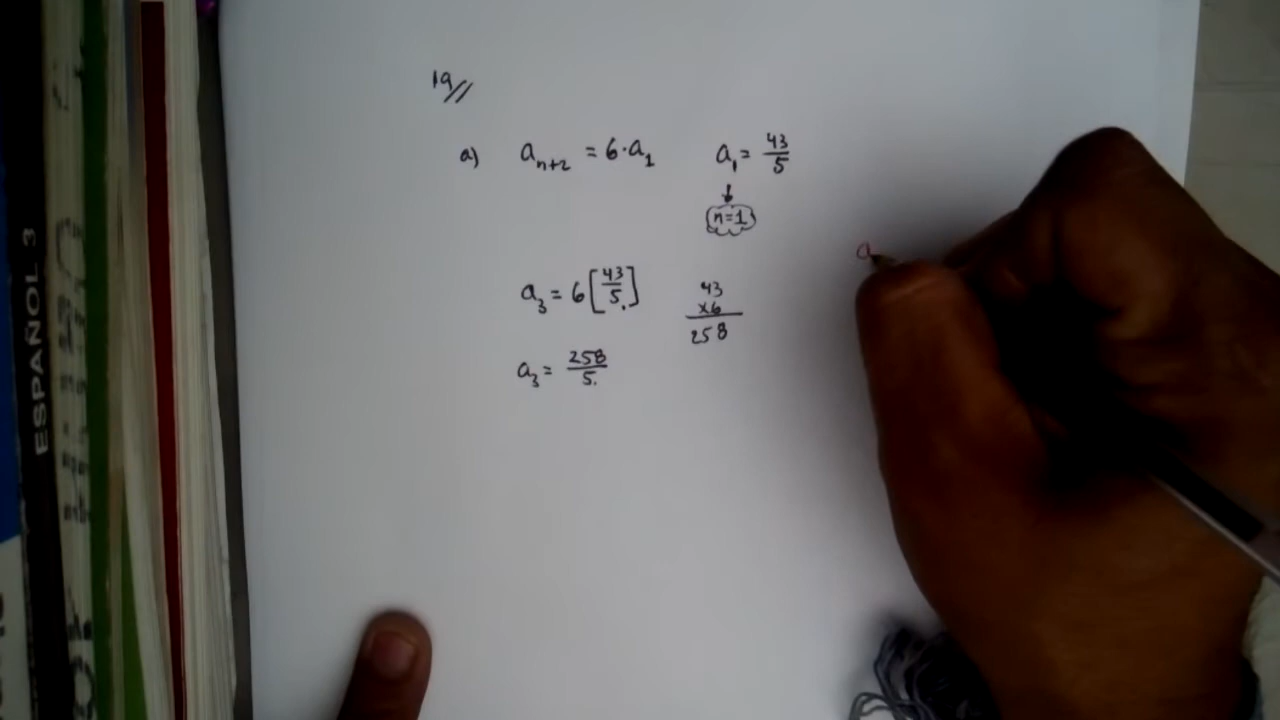 19//
a) a_{n+2} = 6·a_1 a_1 = 43/5
n=1
a_3 = 6[43/5.]
43
x6
258
a_3 = 258/5.
a
ESPAÑOL 3